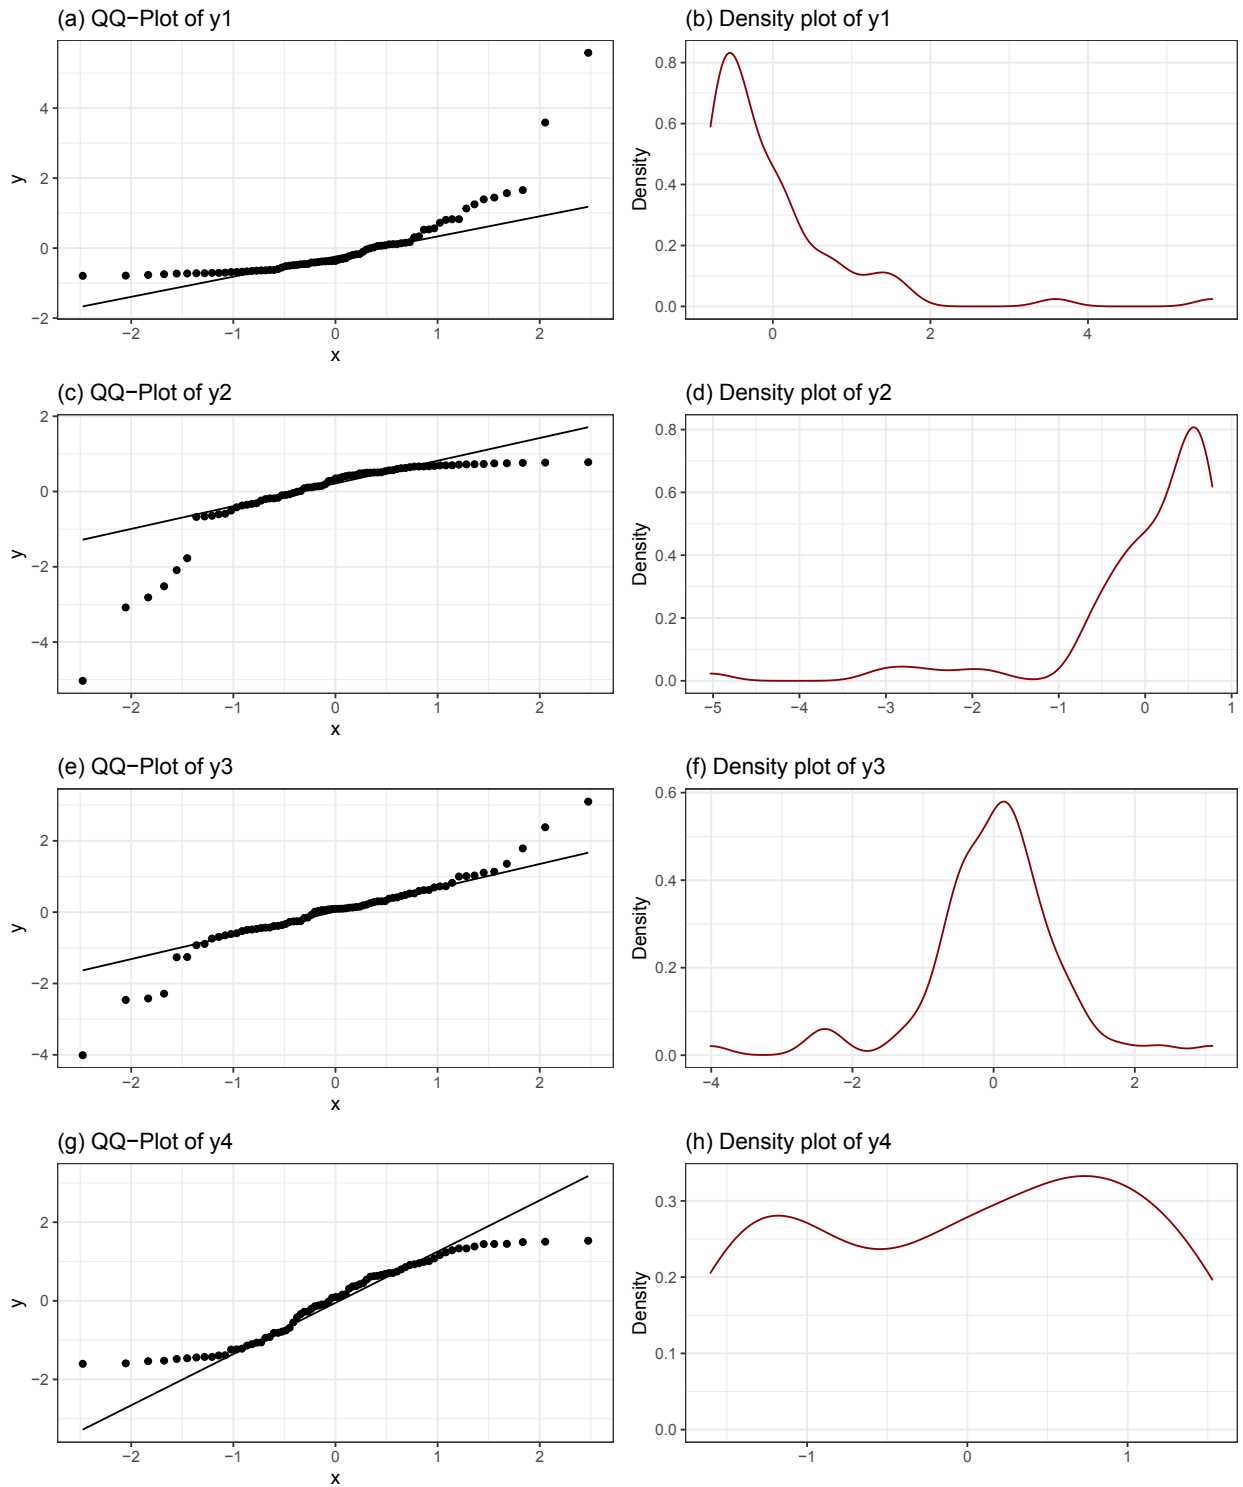 (a) QQ−Plot of y1
4
2
0
−2
y
−2 −1 0 1 2
x
(b) Density plot of y1
0.8
0.6
0.4
0.2
0.0
Density
0 2 4
(c) QQ−Plot of y2
2
0
−2
−4
y
−2 −1 0 1 2
x
(d) Density plot of y2
0.8
0.6
0.4
0.2
0.0
Density
−5 −4 −3 −2 −1 0 1
(e) QQ−Plot of y3
2
0
−2
−4
y
−2 −1 0 1 2
x
(f) Density plot of y3
0.6
0.4
0.2
0.0
Density
−4 −2 0 2
(g) QQ−Plot of y4
2
0
−2
y
−2 −1 0 1 2
x
(h) Density plot of y4
0.3
0.2
0.1
0.0
Density
−1 0 1